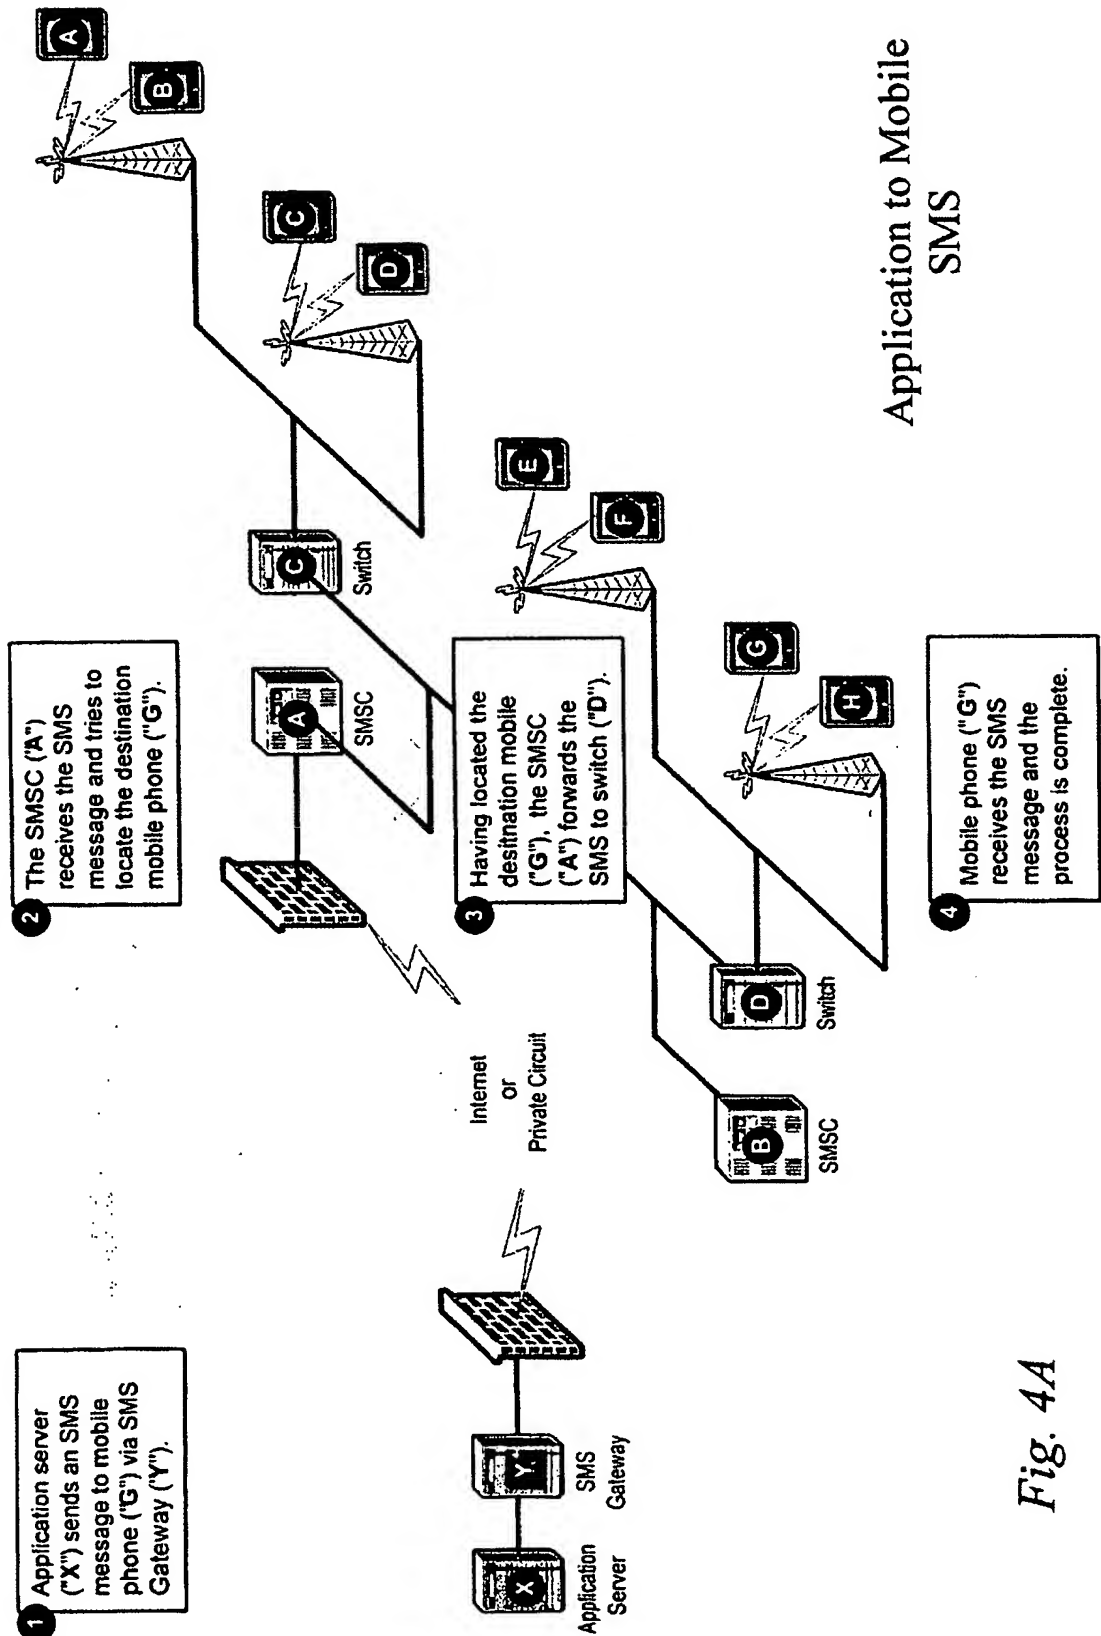 1
Application server
("X") sends an SMS
message to mobile
phone ("G") via SMS
Gateway ("Y").
2
The SMSC ("A")
receives the SMS
message and tries to
locate the destination
mobile phone ("G").
3
Having located the
desitnation mobile
("G"), the SMSC
("A") forwards the
SMS to switch ("D").
4
Mobile phone ("G")
receives the SMS
message and the
process is complete.
X
Application
Server
Y
SMS
Gateway
Internet
or
Private Circuit
A
SMSC
C
Switch
B
SMSC
D
Switch
A
B
C
D
E
F
G
H
Application to Mobile
SMS
Fig. 4A